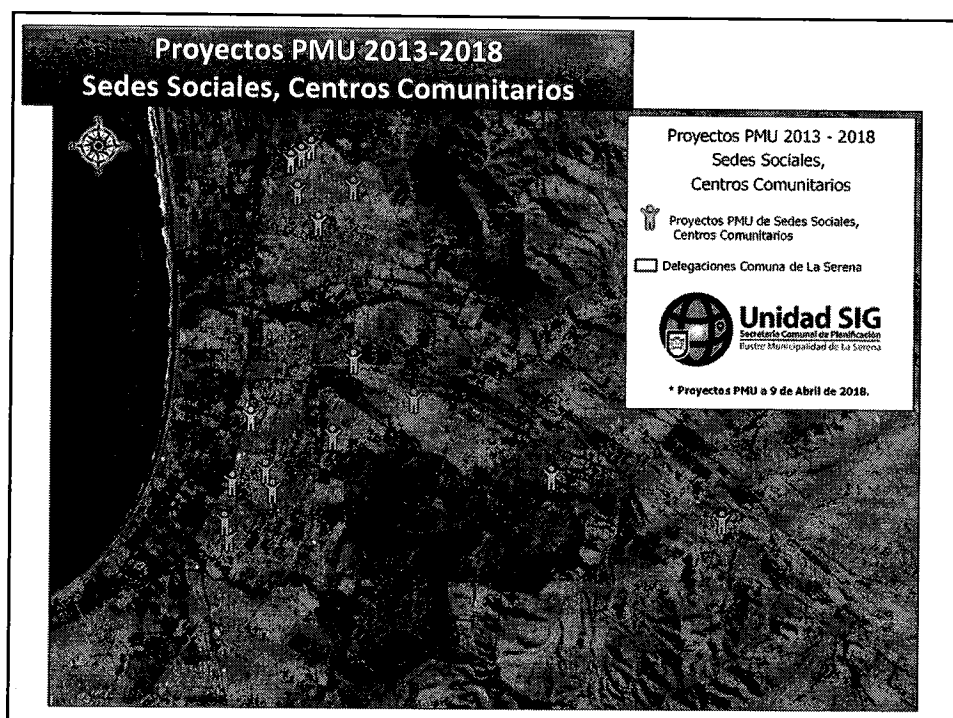 Proyectos PMU 2013-2018
Sedes Sociales, Centros Comunitarios
Proyectos PMU 2013 - 2018
Sedes Sociales,
Centros Comunitarios
Proyectos PMU de Sedes Sociales,
Centros Comunitarios
Delegaciones Comuna de La Serena
Unidad SIG
Secretaría Comunal de Planificación
Ilustre Municipalidad de La Serena
* Proyectos PMU a 9 de Abril de 2018.